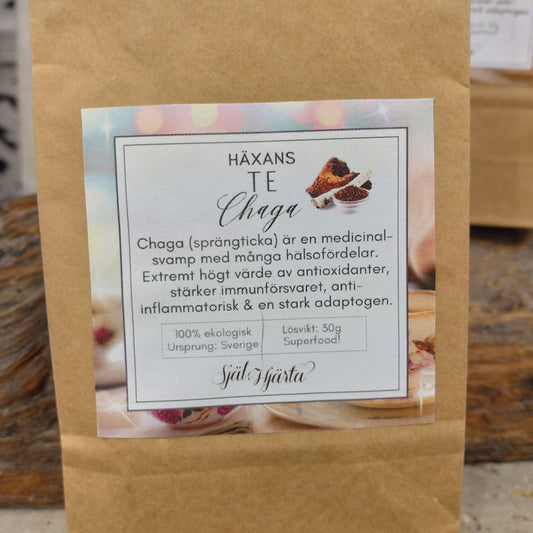 HÄXANS
TE
Chaga
Chaga (sprängticka) är en medicinal-
svamp med många hälsofördelar.
Extremt högt värde av antioxidanter,
stärker immunförsvaret, anti-
inflammatorisk & en stark adaptogen.
100% ekologisk
Ursprung: Sverige
Lösvikt: 30g
Superfood!
Själ Hjärta
adaptogen.